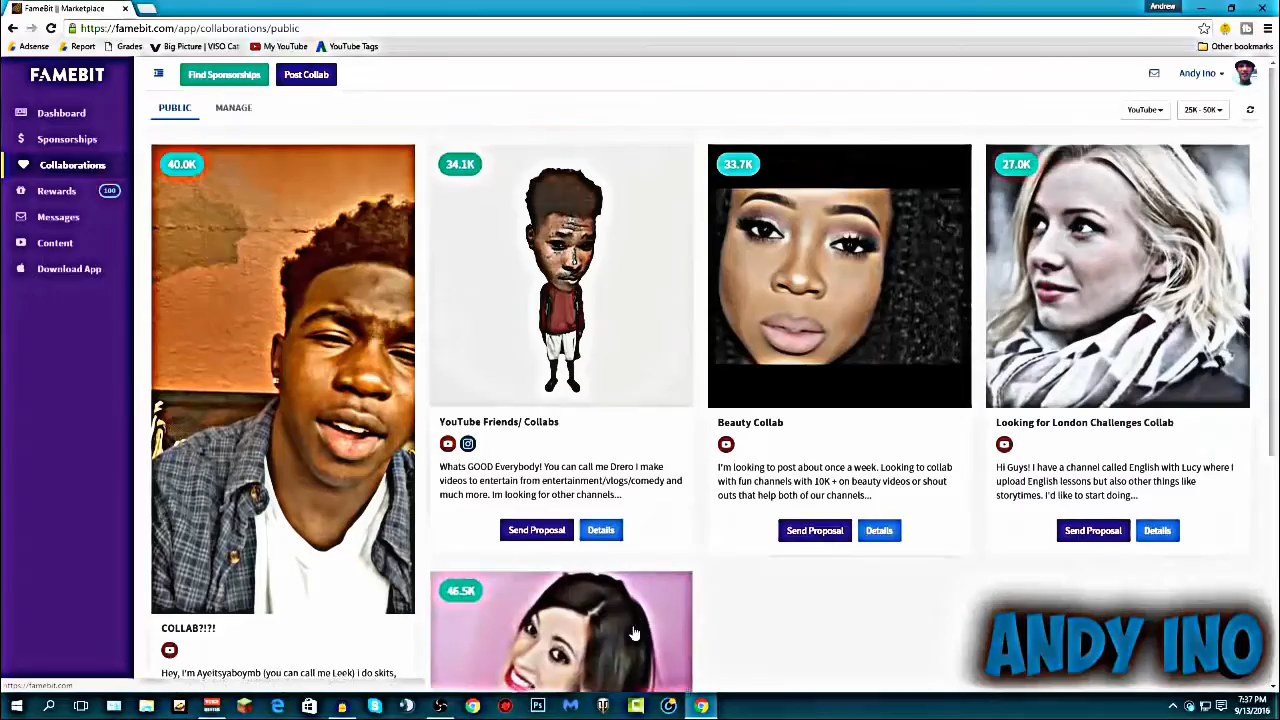 FameBit || Marketplace
Andrew
https://famebit.com/app/collaborations/public
Adsense
Report
Grades
Big Picture | VISO Cat
My YouTube
YouTube Tags
Other bookmarks
FAMEBIT
Find Sponsorships
Post Collab
Andy Ino
Dashboard
Sponsorships
Collaborations
Rewards
100
Messages
Content
Download App
PUBLIC
MANAGE
YouTube
25K - 50K
40.0K
COLLAB?!?!
Hey, I'm Ayeitsyaboymb (you can call me Leek) i do skits,
34.1K
YouTube Friends/ Collabs
Whats GOOD Everybody! You can call me Drero I make
videos to entertain from entertainment/vlogs/comedy and
much more. Im looking for other channels...
Send Proposal
Details
33.7K
Beauty Collab
I'm looking to post about once a week. Looking to collab
with fun channels with 10K + on beauty videos or shout
outs that help both of our channels...
Send Proposal
Details
27.0K
Looking for London Challenges Collab
Hi Guys! I have a channel called English with Lucy where I
upload English lessons but also other things like
storytimes. I'd like to start doing...
Send Proposal
Details
46.5K
ANDY INO
https://famebit.com
7:37 PM
9/13/2016